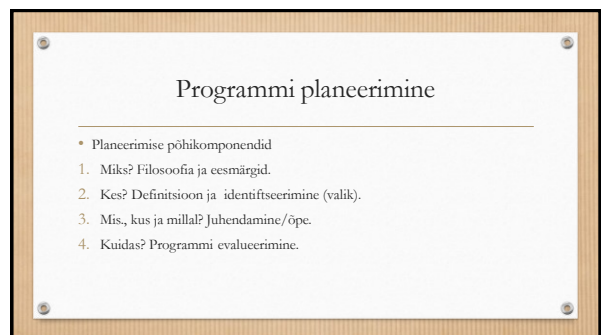 Programmi planeerimine
• Planeerimise põhikomponendid
1. Miks? Filosoofia ja eesmärgid.
2. Kes? Definitsioon ja identiftseerimine (valik).
3. Mis., kus ja millal? Juhendamine/õpe.
4. Kuidas? Programmi evalueerimine.